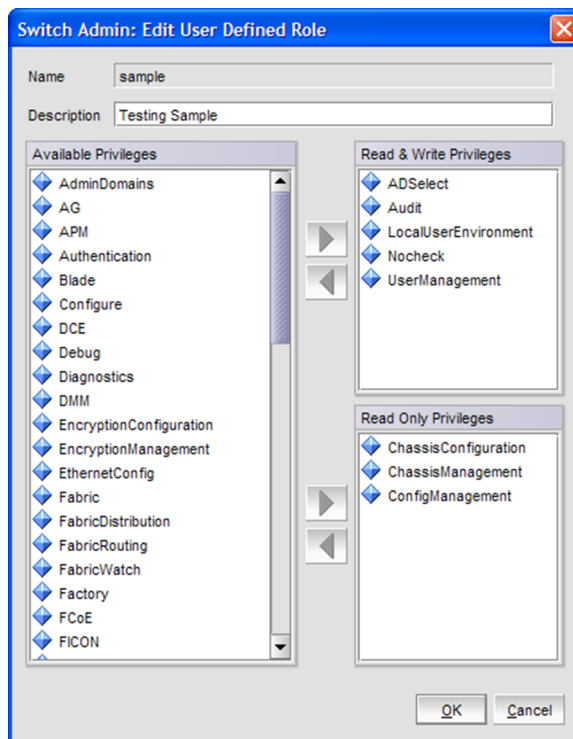 Switch Admin: Edit User Defined Role
Name sample
Description Testing Sample
Available Privileges
AdminDomains
AG
APM
Authentication
Blade
Configure
DCE
Debug
Diagnostics
DMM
EncryptionConfiguration
EncryptionManagement
EthernetConfig
Fabric
FabricDistribution
FabricRouting
FabricWatch
Factory
FCoE
FICON
Read & Write Privileges
ADSelect
Audit
LocalUserEnvironment
Nocheck
UserManagement
Read Only Privileges
ChassisConfiguration
ChassisManagement
ConfigManagement
OK Cancel